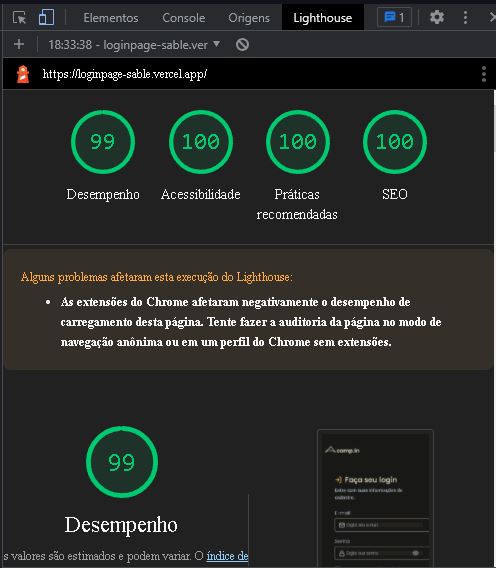 Elementos Console Origens Lighthouse 1
18:33:38 - loginpage-sable.ver
https://loginpage-sable.vercel.app/
99 100 100 100
Desempenho Acessibilidade Práticas recomendadas SEO
Alguns problemas afetaram esta execução do Lighthouse:
• As extensões do Chrome afetaram negativamente o desempenho de
carregamento desta página. Tente fazer a auditoria da página no modo de
navegação anônima ou em um perfil do Chrome sem extensões.
99
Desempenho
s valores são estimados e podem variar. O índice de
comp.in
Faça seu login
Entre com suas informações de
cadastro.
E-mail
Digite seu e-mail
Senha
Digite sua senha